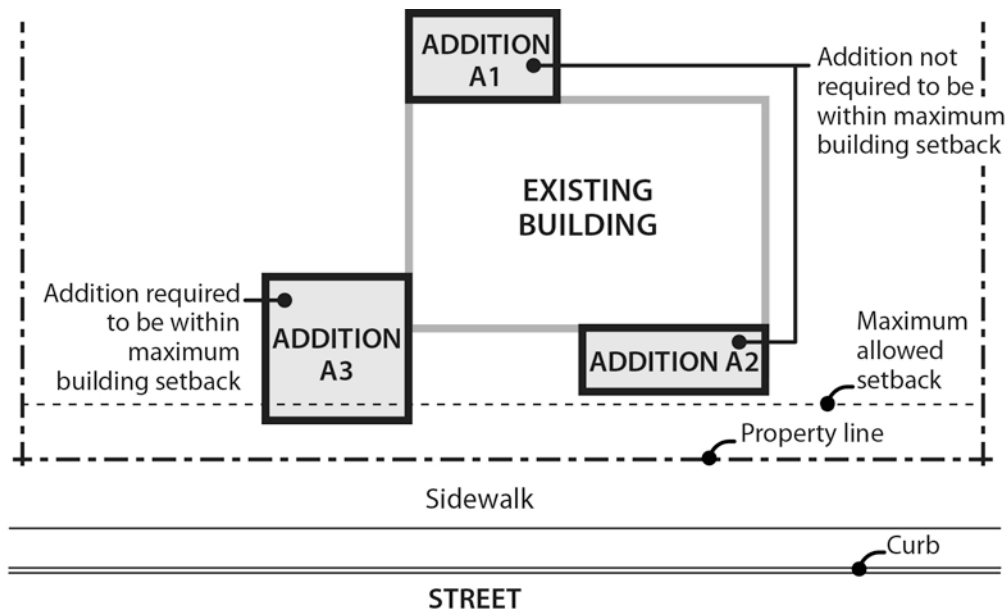 ADDITION
A1
Addition not
required to be
within maximum
building setback
EXISTING
BUILDING
Addition required
to be within
maximum
building setback
ADDITION
A3
ADDITION A2
Maximum
allowed
setback
Property line
Sidewalk
Curb
STREET